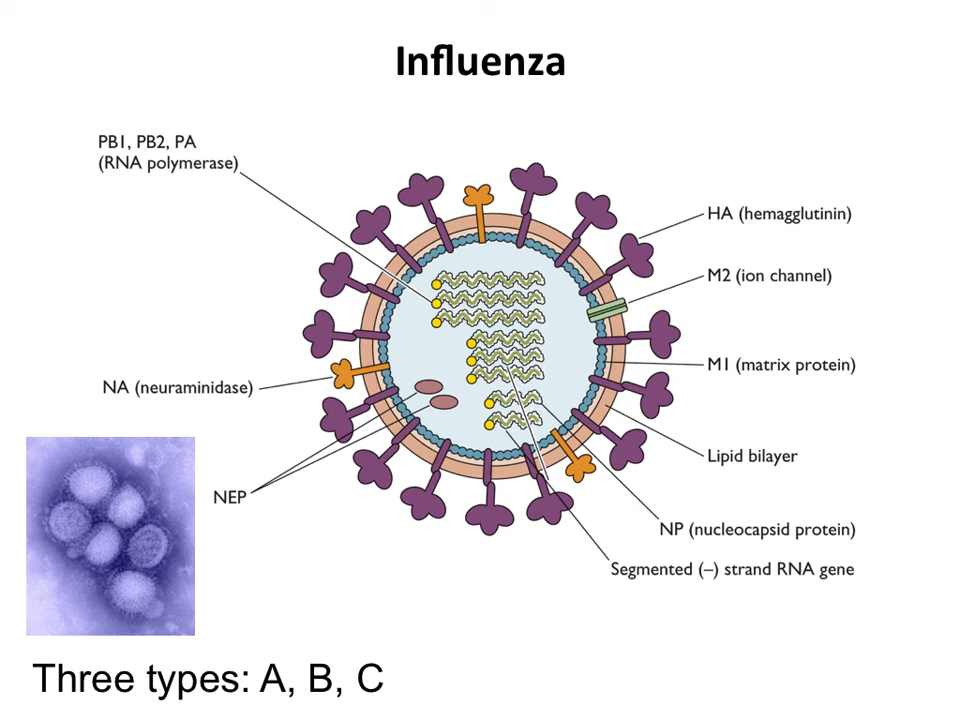 Influenza
PB1, PB2, PA
(RNA polymerase)
HA (hemagglutinin)
M2 (ion channel)
M1 (matrix protein)
NA (neuraminidase)
Lipid bilayer
NEP
NP (nucleocapsid protein)
Segmented (–) strand RNA gene
Three types: A, B, C